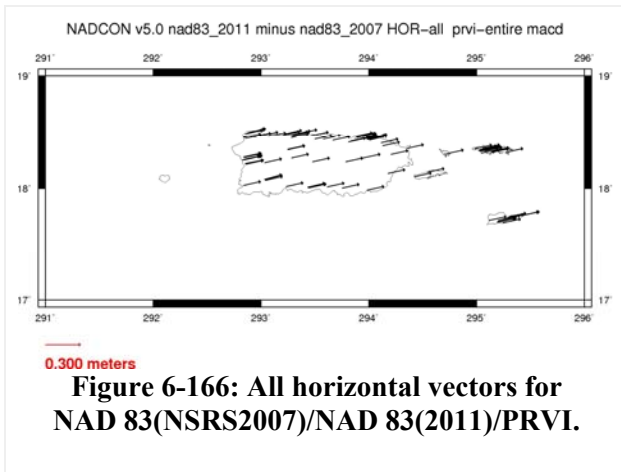 NADCON v5.0 nad83_2011 minus nad83_2007 HOR-all prvi-entire macd
291° 292° 293° 294° 295° 296°
19° 19°
18° 18°
17° 17°
291° 292° 293° 294° 295° 296°
0.300 meters
Figure 6-166: All horizontal vectors for
NAD 83(NSRS2007)/NAD 83(2011)/PRVI.